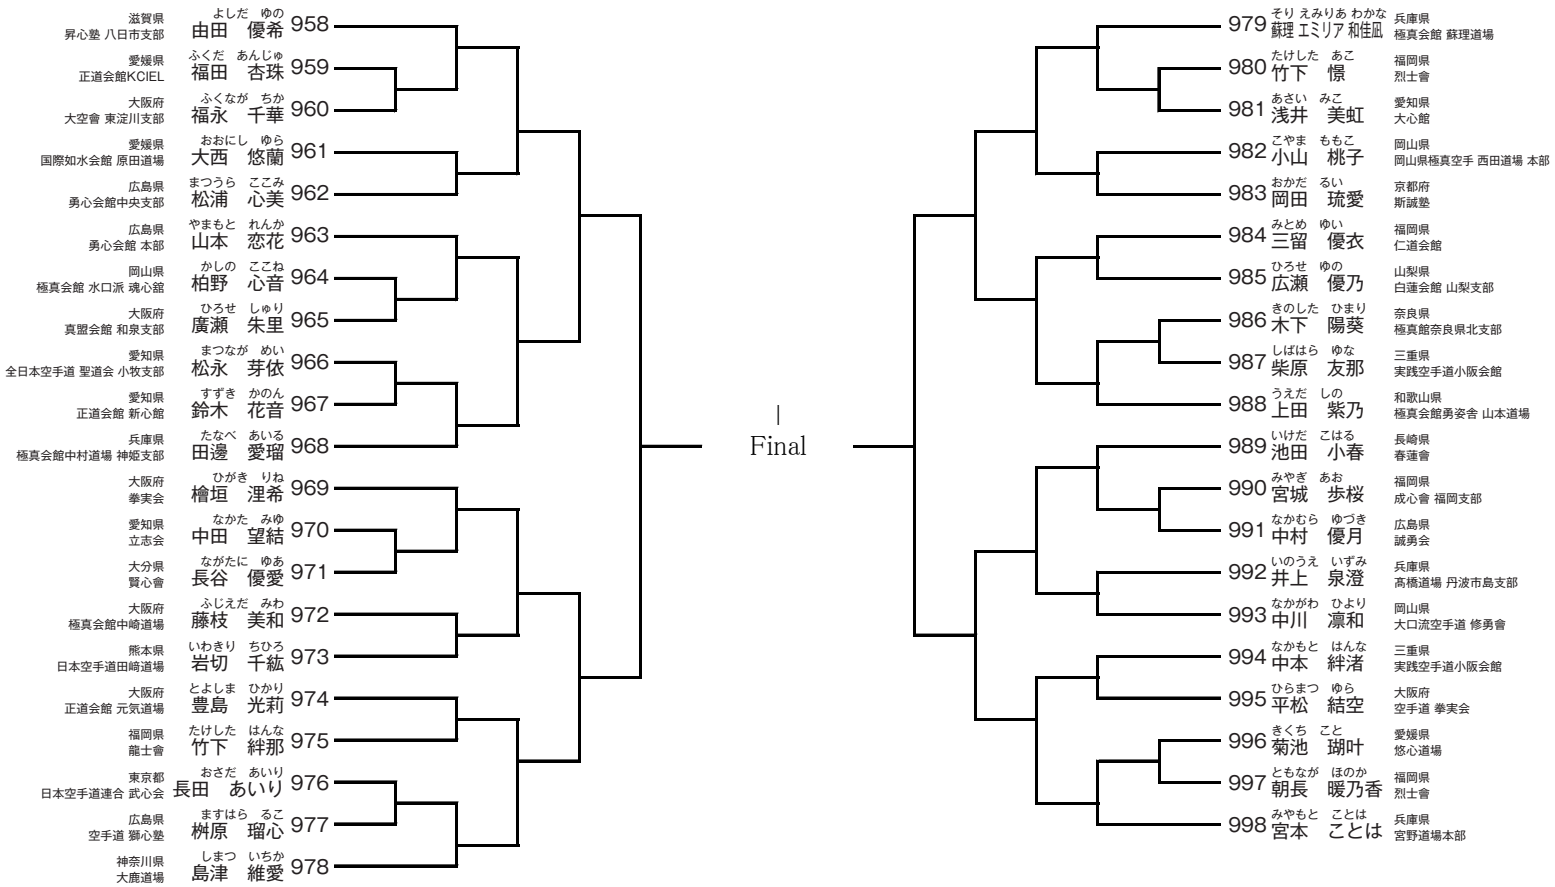 滋賀県
昇心塾 八日市支部
よしだ ゆの
由田 優希 958
愛媛県
正道会館KCIEL
ふくだ あんじゅ
福田 杏珠 959
大阪府
大空會 東淀川支部
ふくなが ちか
福永 千華 960
愛媛県
国際如水会館 原田道場
おおにし ゆら
大西 悠蘭 961
広島県
勇心会館中央支部
まつうら ここみ
松浦 心美 962
広島県
勇心会館 本部
やまもと れんか
山本 恋花 963
岡山県
極真会館 水口派 魂心舘
かしの ここね
柏野 心音 964
大阪府
真盟会館 和泉支部
ひろせ しゅり
廣瀬 朱里 965
愛知県
全日本空手道 聖道会 小牧支部
まつなが めい
松永 芽依 966
愛知県
正道会館 新心館
すずき かのん
鈴木 花音 967
兵庫県
極真会館中村道場 神姫支部
たなべ あいる
田邊 愛瑠 968
大阪府
拳実会
ひがき りね
檜垣 浬希 969
愛知県
立志会
なかた みゆ
中田 望結 970
大分県
賢心會
ながたに ゆあ
長谷 優愛 971
大阪府
極真会館中崎道場
ふじえだ みわ
藤枝 美和 972
熊本県
日本空手道田﨑道場
いわきり ちひろ
岩切 千紘 973
大阪府
正道会館 元気道場
とよしま ひかり
豊島 光莉 974
福岡県
龍士會
たけした はんな
竹下 絆那 975
東京都
日本空手道連合 武心会
おさだ あいり
長田 あいり 976
広島県
空手道 獅心塾
ますはら るこ
桝原 瑠心 977
神奈川県
大鹿道場
しまつ いちか
島津 維愛 978
|
Final
そり えみりあ わかな
979 蘇理 エミリア 和佳凪
兵庫県
極真会館 蘇理道場
たけした あこ
980 竹下 憬
福岡県
烈士會
あさい みこ
981 浅井 美虹
愛知県
大心館
こやま ももこ
982 小山 桃子
岡山県
岡山県極真空手 西田道場 本部
おかだ るい
983 岡田 琉愛
京都府
斯誠塾
みとめ ゆい
984 三留 優衣
福岡県
仁道会館
ひろせ ゆの
985 広瀬 優乃
山梨県
白蓮会館 山梨支部
きのした ひまり
986 木下 陽葵
奈良県
極真館奈良県北支部
しばはら ゆな
987 柴原 友那
三重県
実践空手道小阪会館
うえだ しの
988 上田 紫乃
和歌山県
極真会館勇姿舎 山本道場
いけだ こはる
989 池田 小春
長崎県
春蓮會
みやぎ あお
990 宮城 歩桜
福岡県
成心會 福岡支部
なかむら ゆづき
991 中村 優月
広島県
誠勇会
いのうえ いずみ
992 井上 泉澄
兵庫県
髙橋道場 丹波市島支部
なかがわ ひより
993 中川 凛和
岡山県
大口流空手道 修勇會
なかもと はんな
994 中本 絆渚
三重県
実践空手道小阪会館
ひらまつ ゆら
995 平松 結空
大阪府
空手道 拳実会
きくち こと
996 菊池 瑚叶
愛媛県
悠心道場
ともなが ほのか
997 朝長 暖乃香
福岡県
烈士會
みやもと ことは
998 宮本 ことは
兵庫県
宮野道場本部